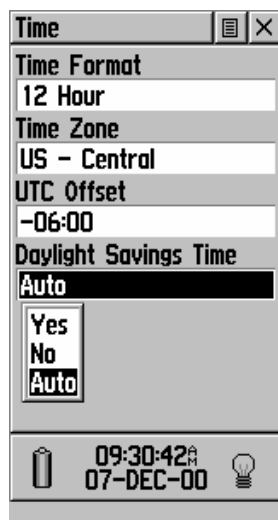 Time
Time Format
12 Hour
Time Zone
US - Central
UTC Offset
-06:00
Daylight Savings Time
Auto
Yes
No
Auto
09:30:42AM
07-DEC-00